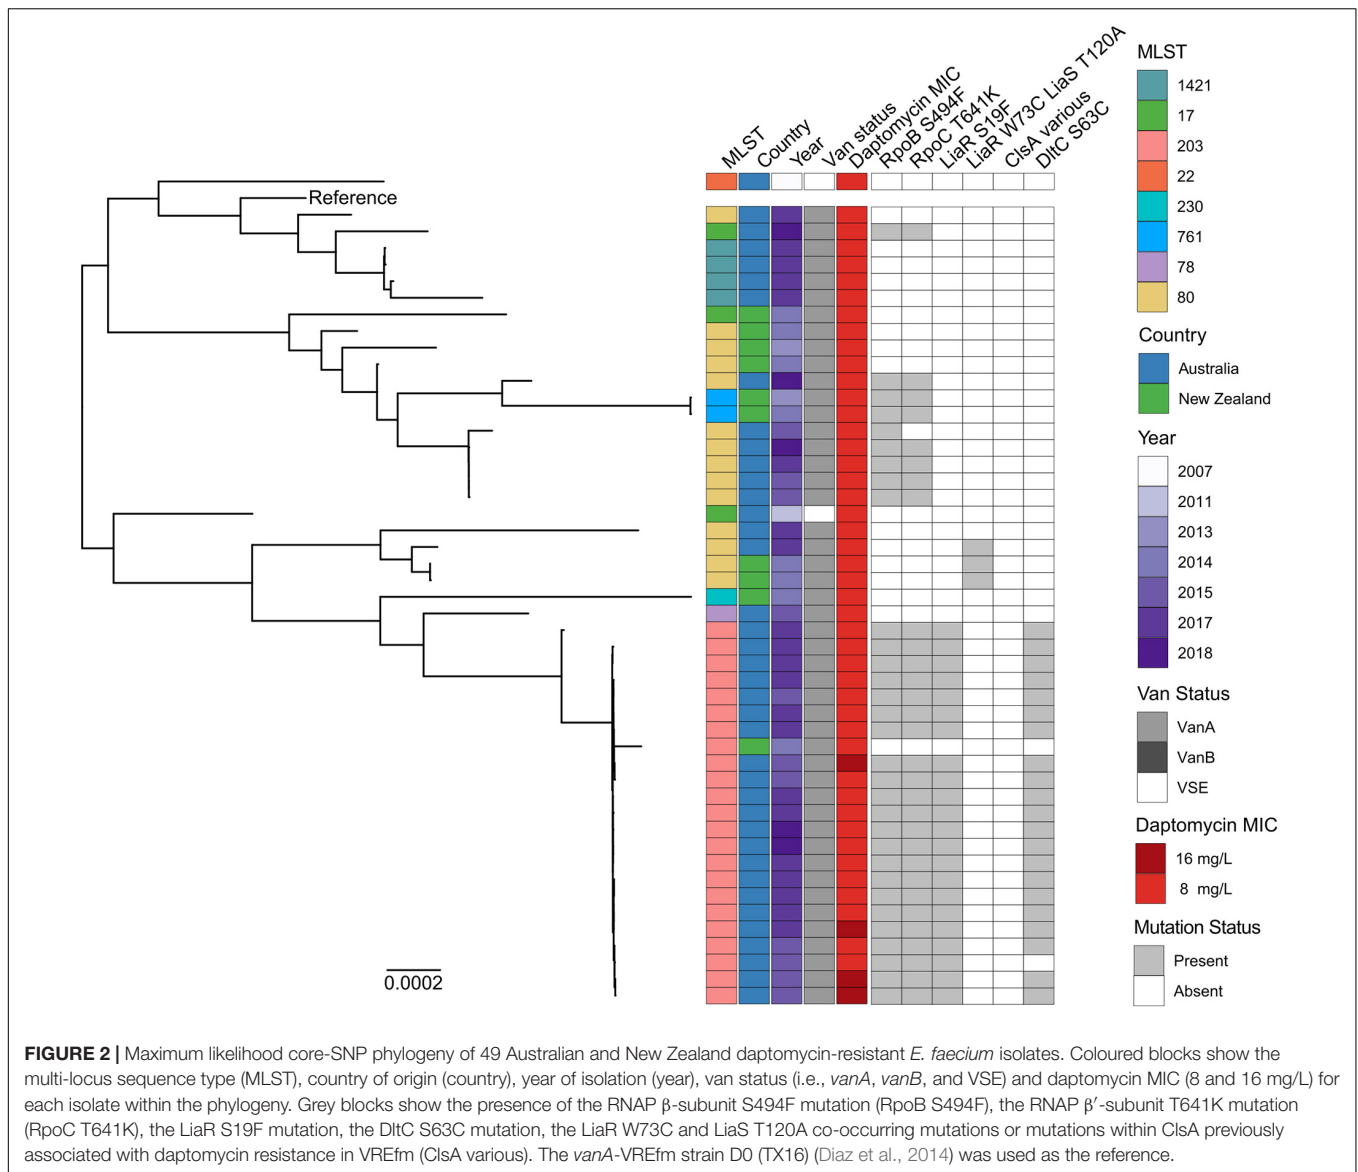 MLST
Country
Year
Van status
Daptomycin MIC
RpoB S494F
RpoC T641K
LiaR S19F
LiaR W73C LiaS T120A
ClsA various
DltC S63C
Reference
0.0002
MLST
1421
17
203
22
230
761
78
80
Country
Australia
New Zealand
Year
2007
2011
2013
2014
2015
2017
2018
Van Status
VanA
VanB
VSE
Daptomycin MIC
16 mg/L
8 mg/L
Mutation Status
Present
Absent
FIGURE 2 | Maximum likelihood core-SNP phylogeny of 49 Australian and New Zealand daptomycin-resistant E. faecium isolates. Coloured blocks show the
multi-locus sequence type (MLST), country of origin (country), year of isolation (year), van status (i.e., vanA, vanB, and VSE) and daptomycin MIC (8 and 16 mg/L) for
each isolate within the phylogeny. Grey blocks show the presence of the RNAP β-subunit S494F mutation (RpoB S494F), the RNAP β′-subunit T641K mutation
(RpoC T641K), the LiaR S19F mutation, the DltC S63C mutation, the LiaR W73C and LiaS T120A co-occurring mutations or mutations within ClsA previously
associated with daptomycin resistance in VREfm (ClsA various). The vanA-VREfm strain D0 (TX16) (Diaz et al., 2014) was used as the reference.